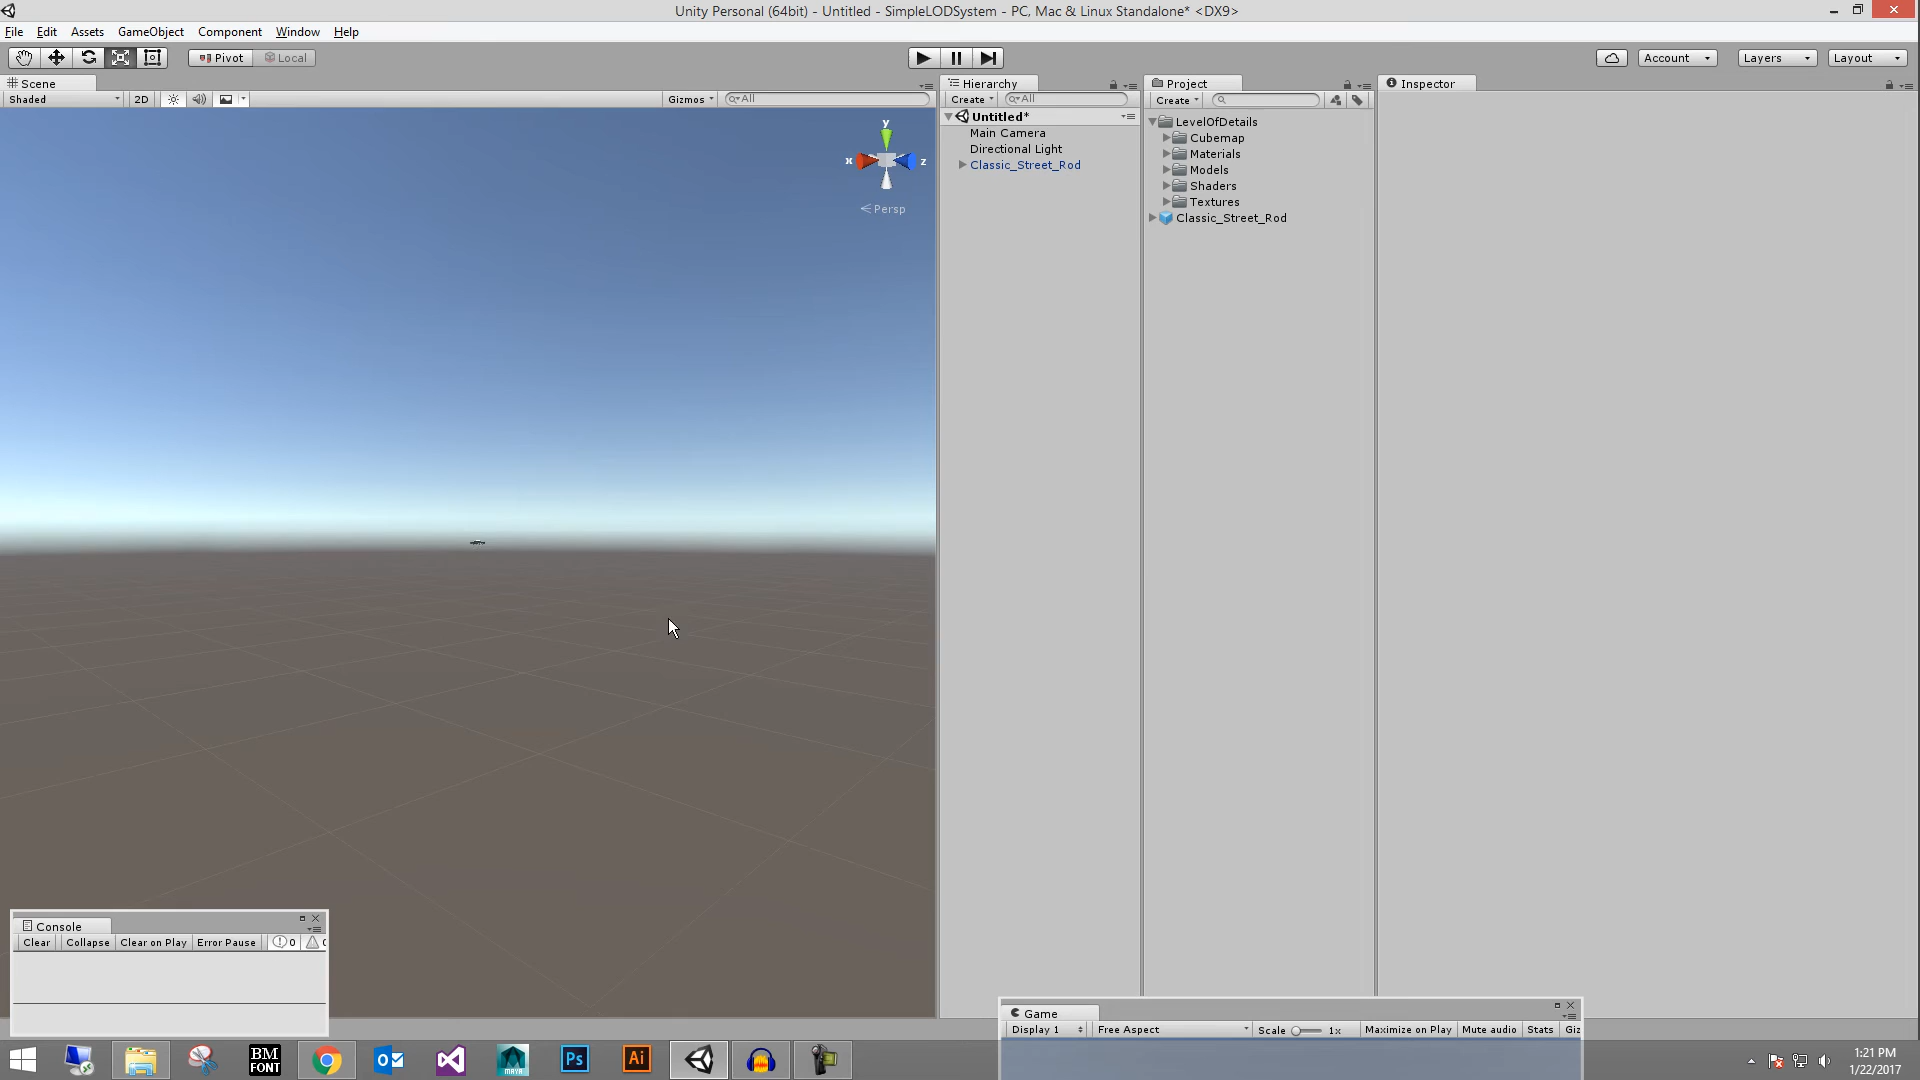 Unity Personal (64bit) - Untitled - SimpleLODSystem - PC, Mac & Linux Standalone* <DX9>
File Edit Assets GameObject Component Window Help
Pivot Local Account Layers Layout
Scene
Shaded 2D Gizmos All
y
x z
Persp
Hierarchy
Create All
Untitled*
Main Camera
Directional Light
Classic_Street_Rod
Project
Create
LevelOfDetails
Cubemap
Materials
Models
Shaders
Textures
Classic_Street_Rod
Inspector
Console
Clear Collapse Clear on Play Error Pause 0
Game
Display 1 Free Aspect Scale 1x Maximize on Play Mute audio Stats Giz
BM
FONT
MAYA
Ps
Ai
1:21 PM
1/22/2017